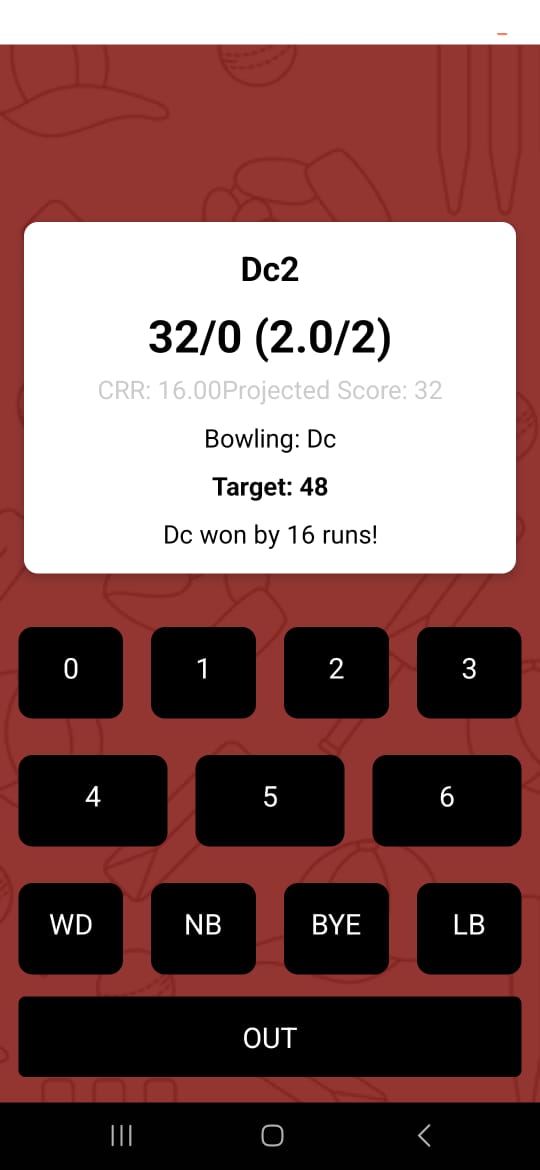 Dc2
32/0 (2.0/2)
CRR: 16.00Projected Score: 32
Bowling: Dc
Target: 48
Dc won by 16 runs!
0 1 2 3
4 5 6
WD NB BYE LB
OUT